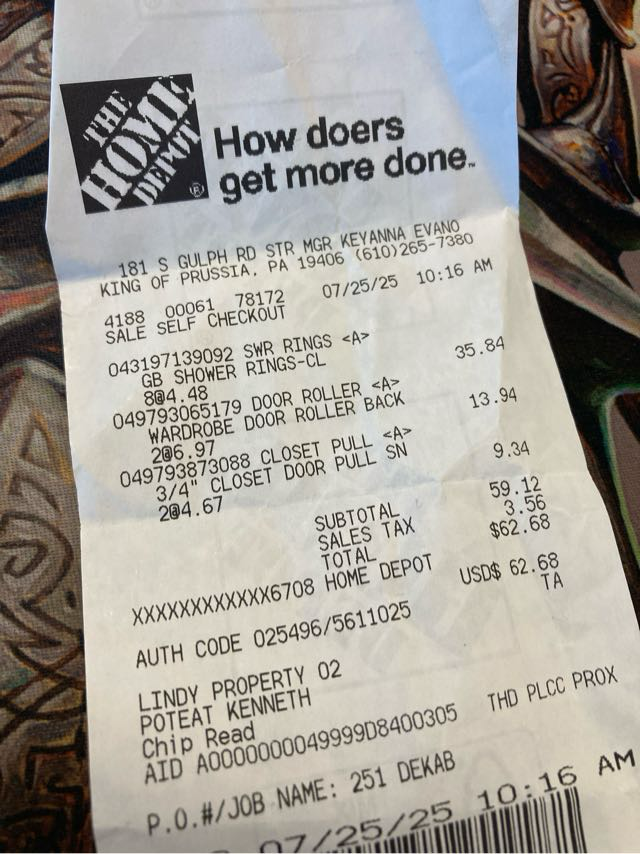 THE
HOME
DEPOT
®
How doers
get more done™
181 S GULPH RD STR MGR KEYANNA EVANO
KING OF PRUSSIA, PA 19406 (610)265-7380
4188 00061 78172 07/25/25 10:16 AM
SALE SELF CHECKOUT
043197139092 SWR RINGS <A> 35.84
GB SHOWER RINGS-CL
8@4.48
049793065179 DOOR ROLLER <A> 13.94
WARDROBE DOOR ROLLER BACK
2@6.97
049793873088 CLOSET PULL <A> 9.34
3/4" CLOSET DOOR PULL SN
2@4.67
SUBTOTAL 59.12
SALES TAX 3.56
TOTAL $62.68
XXXXXXXXXXXX6708 HOME DEPOT
USD$ 62.68
TA
AUTH CODE 025496/5611025
LINDY PROPERTY 02
POTEAT KENNETH
Chip Read
AID A0000000049999D8400305 THD PLCC PROX
P.O.#/JOB NAME: 251 DEKAB
07/25/25 10:16 AM